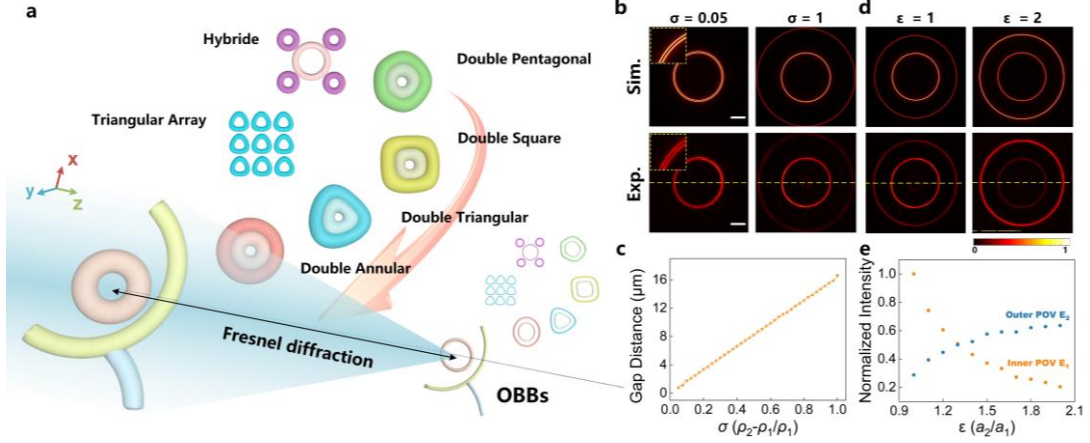 a
Hybride
Double Pentagonal
Triangular Array
Double Square
x
y
z
Double Triangular
Double Annular
Fresnel diffraction
OBBs
b
σ = 0.05
σ = 1
d
ε = 1
ε = 2
Sim.
Exp.
0
1
c
Gap Distance (μm)
16
12
8
4
0
0.0
0.2
0.4
0.6
0.8
1.0
σ (ρ₂-ρ₁/ρ₁)
e
Normalized Intensity
1.0
0.8
0.6
0.4
0.2
Outer POV E₂
Inner POV E₁
0.9
1.2
1.5
1.8
2.1
ε (a₂/a₁)